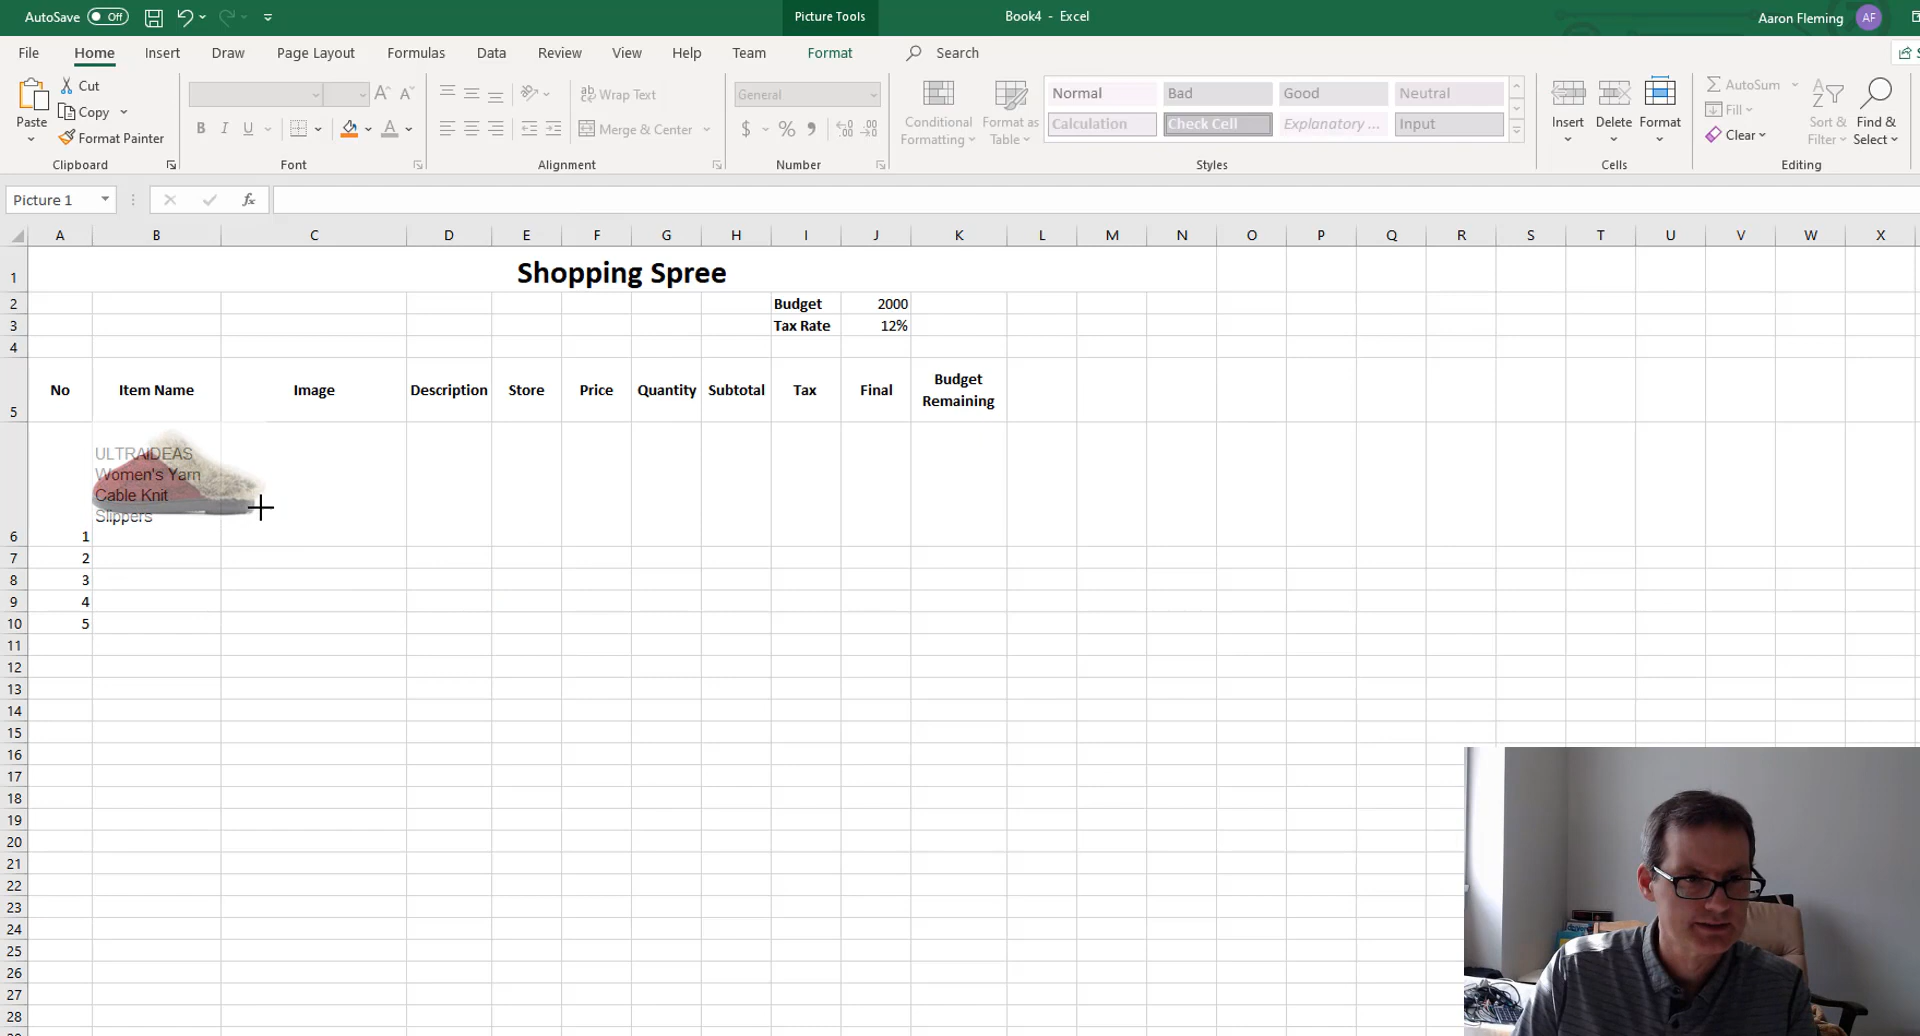 AutoSave Off Picture Tools Book4 - Excel Aaron Fleming AF
File Home Insert Draw Page Layout Formulas Data Review View Help Team Format Search
Paste
Cut
Copy
Format Painter
Clipboard
B I U
Font
ab Wrap Text
Merge & Center
Alignment
General
$ % ,
Number
Conditional Formatting
Format as Table
Normal Bad Good Neutral
Calculation Check Cell Explanatory ... Input
Styles
Insert Delete Format
Cells
AutoSum
Fill
Clear
Sort & Filter
Find & Select
Editing
Picture 1 fx
A B C D E F G H I J K L M N O P Q R S T U V W X
1 Shopping Spree
2 Budget 2000
3 Tax Rate 12%
4
5 No Item Name Image Description Store Price Quantity Subtotal Tax Final Budget Remaining
ULTRAIDEAS
Women's Yarn
Cable Knit
Slippers
6 1
7 2
8 3
9 4
10 5
11
12
13
14
15
16
17
18
19
20
21
22
23
24
25
26
27
28